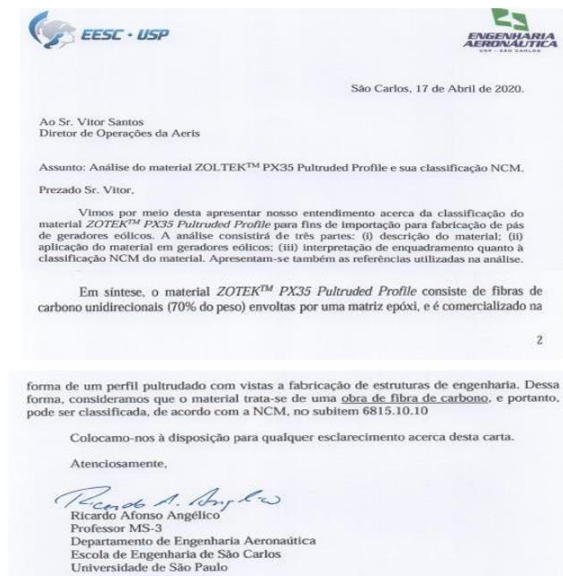 EESC • USP
ENGENHARIA
AERONÁUTICA
USP - SÃO CARLOS
São Carlos, 17 de Abril de 2020.
Ao Sr. Vitor Santos
Diretor de Operações da Aeris
Assunto: Análise do material ZOLTEK™ PX35 Pultruded Profile e sua classificação NCM.
Prezado Sr. Vitor,
Vimos por meio desta apresentar nosso entendimento acerca da classificação do
material ZOTEK™ PX35 Pultruded Profile para fins de importação para fabricação de pás
de geradores eólicos. A análise consistirá de três partes: (i) descrição do material; (ii)
aplicação do material em geradores eólicos; (iii) interpretação de enquadramento quanto à
classificação NCM do material. Apresentam-se também as referências utilizadas na análise.
Em síntese, o material ZOTEK™ PX35 Pultruded Profile consiste de fibras de
carbono unidirecionais (70% do peso) envoltas por uma matriz epóxi, e é comercializado na
2
forma de um perfil pultrudado com vistas a fabricação de estruturas de engenharia. Dessa
forma, consideramos que o material trata-se de uma obra de fibra de carbono, e portanto,
pode ser classificada, de acordo com a NCM, no subitem 6815.10.10
Colocamo-nos à disposição para qualquer esclarecimento acerca desta carta.
Atenciosamente,
Ricardo A. Angélico
Ricardo Afonso Angélico
Professor MS-3
Departamento de Engenharia Aeronaútica
Escola de Engenharia de São Carlos
Universidade de São Paulo